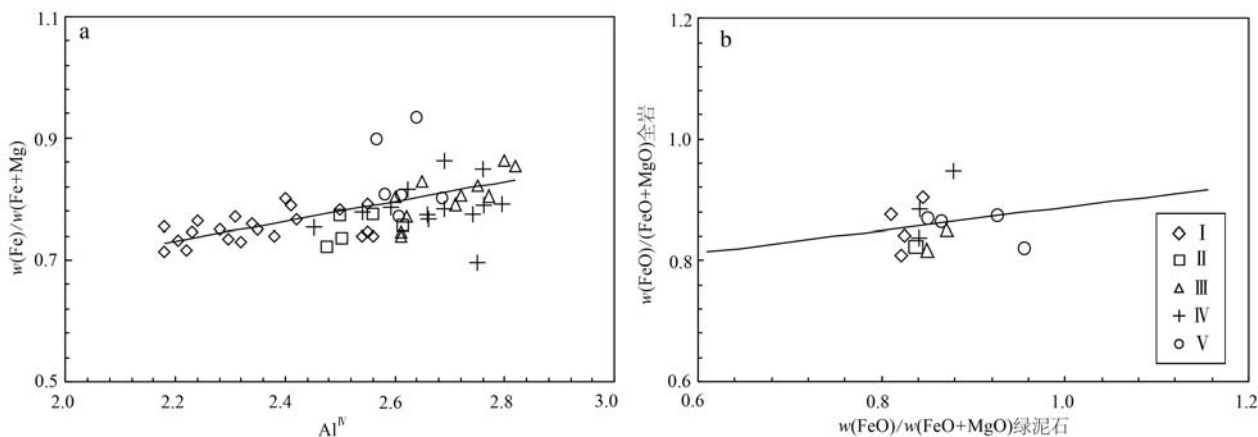 a
1.1
0.9
0.7
0.5
w(Fe)/w(Fe+Mg)
2.0 2.2 2.4 2.6 2.8 3.0
Al^Ⅳ
b
1.2
1.0
0.8
0.6
w(FeO)/(FeO+MgO)全岩
0.6 0.8 1.0 1.2
w(FeO)/w(FeO+MgO)绿泥石
Ⅰ
Ⅱ
Ⅲ
Ⅳ
Ⅴ